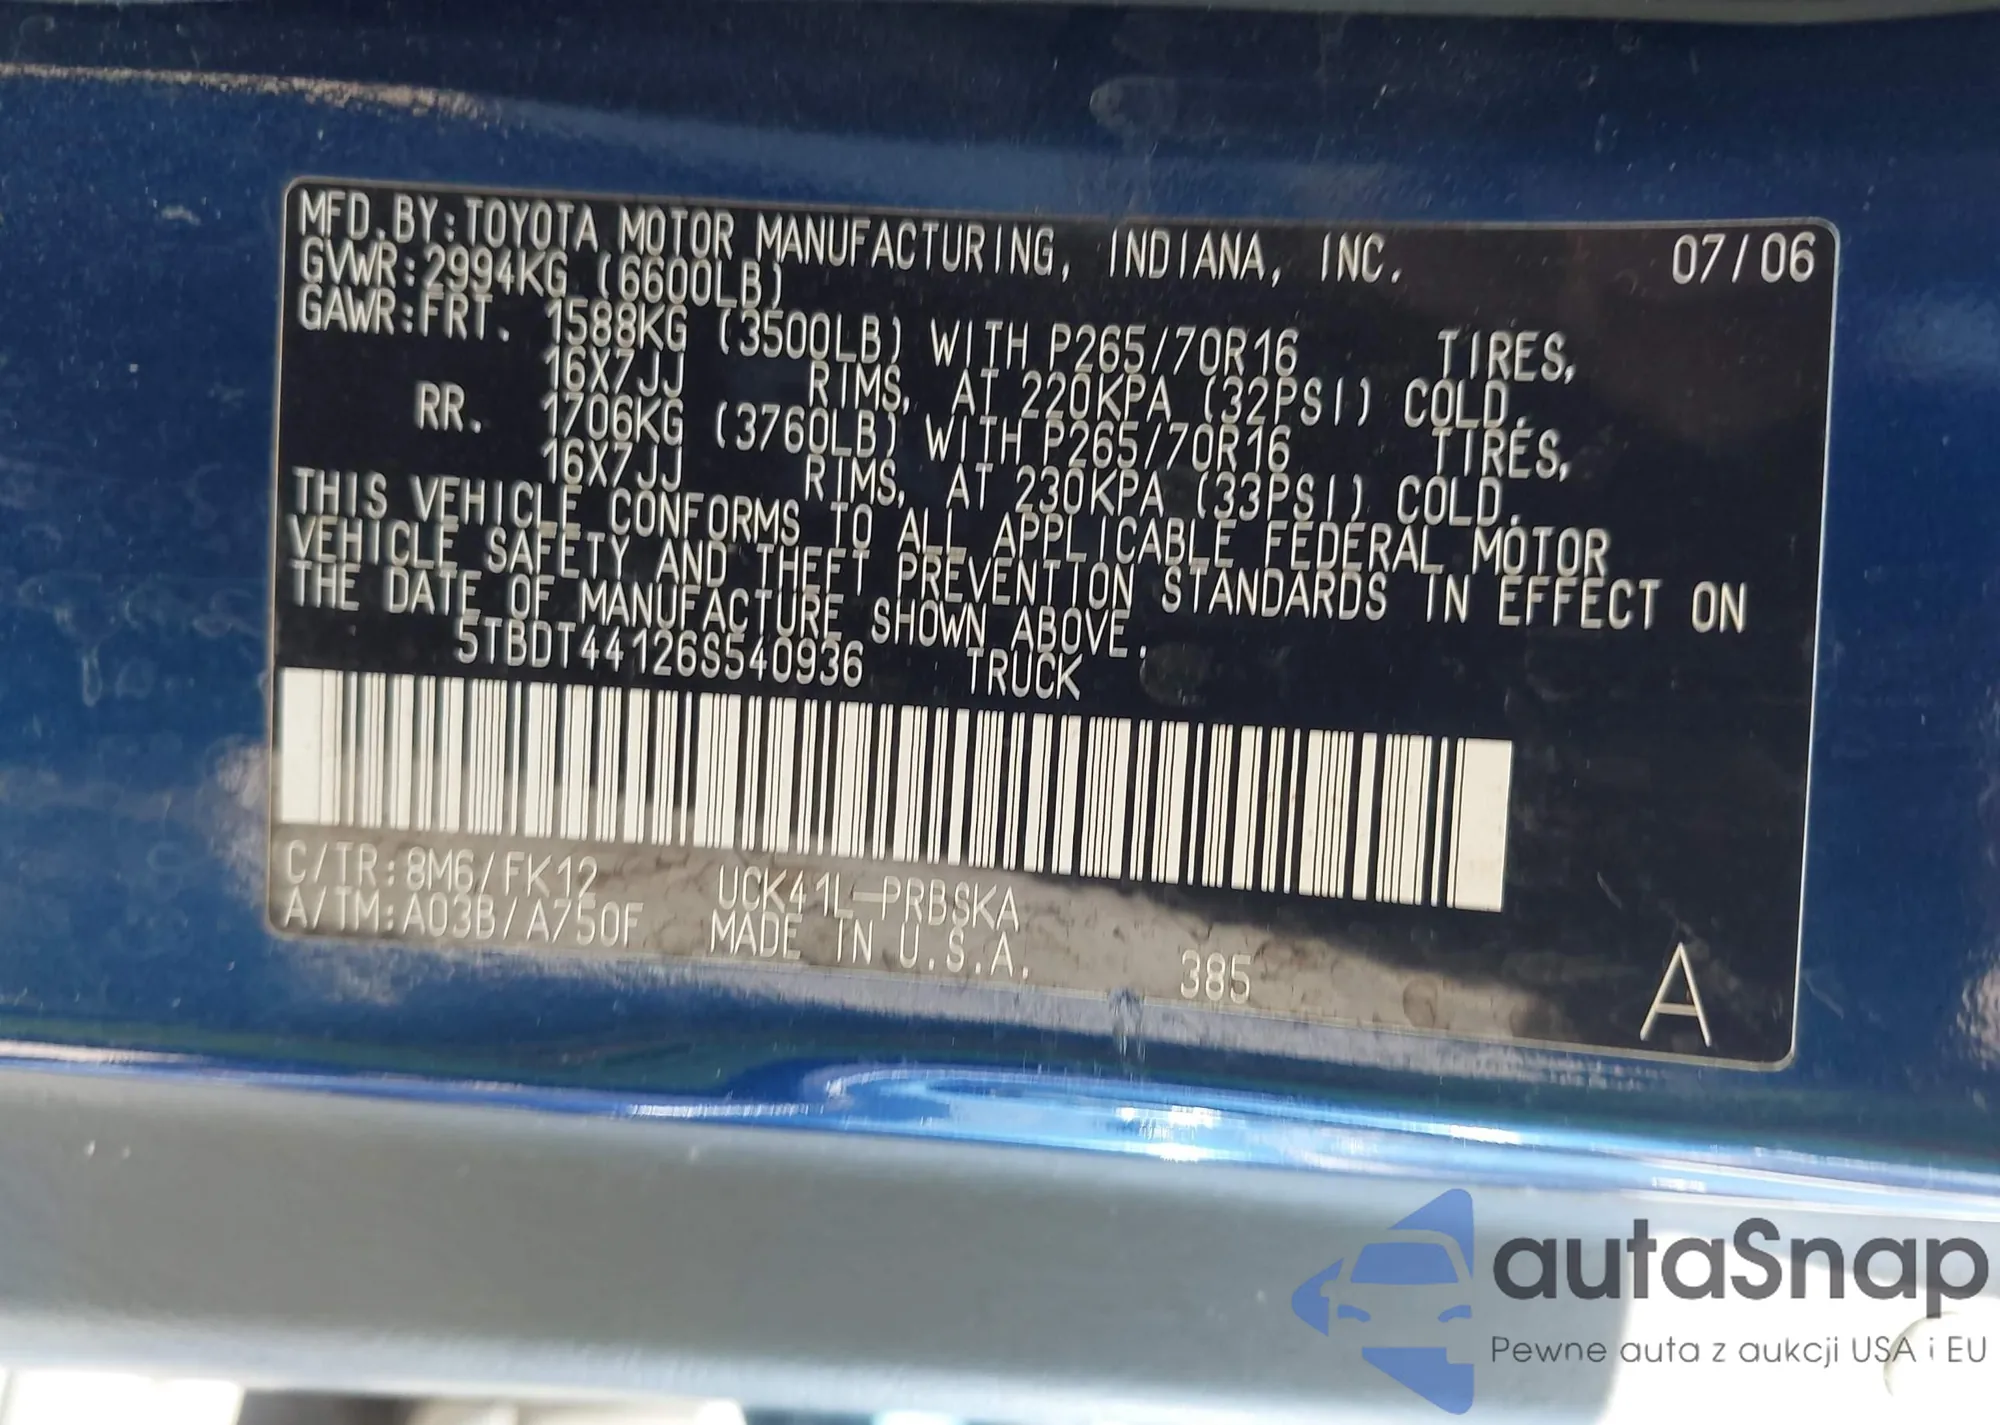 MFD.BY:TOYOTA MOTOR MANUFACTURING, INDIANA, INC. 07/06
GVWR:2994KG (6600LB)
GAWR:FRT. 1588KG (3500LB) WITH P265/70R16 TIRES,
16X7JJ RIMS, AT 220KPA (32PSI) COLD.
RR. 1706KG (3760LB) WITH P265/70R16 TIRES,
16X7JJ RIMS, AT 230KPA (33PSI) COLD.
THIS VEHICLE CONFORMS TO ALL APPLICABLE FEDERAL MOTOR
VEHICLE SAFETY AND THEFT PREVENTION STANDARDS IN EFFECT ON
THE DATE OF MANUFACTURE SHOWN ABOVE.
5TBDT44126S540936 TRUCK
C/TR:8M6/FK12 UCK41L-PRBSKA
A/TM:A03B/A750F MADE IN U.S.A. 385 A
autaSnap
Pewne auta z aukcji USA i EU